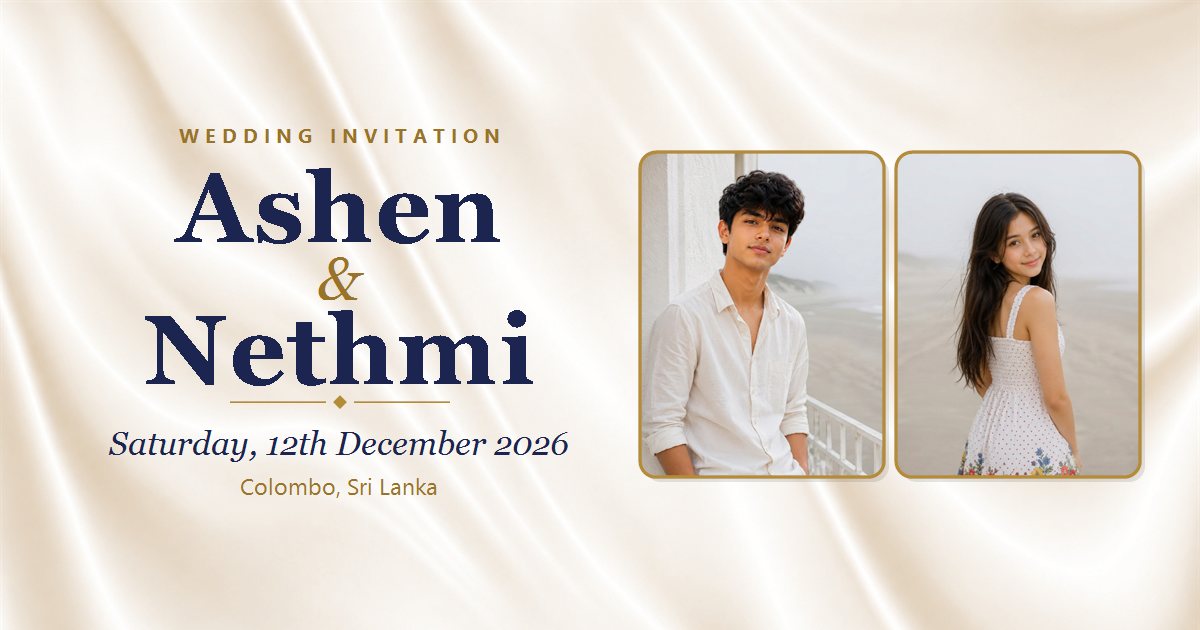 WEDDING INVITATION
Ashen
&
Nethmi
Saturday, 12th December 2026
Colombo, Sri Lanka